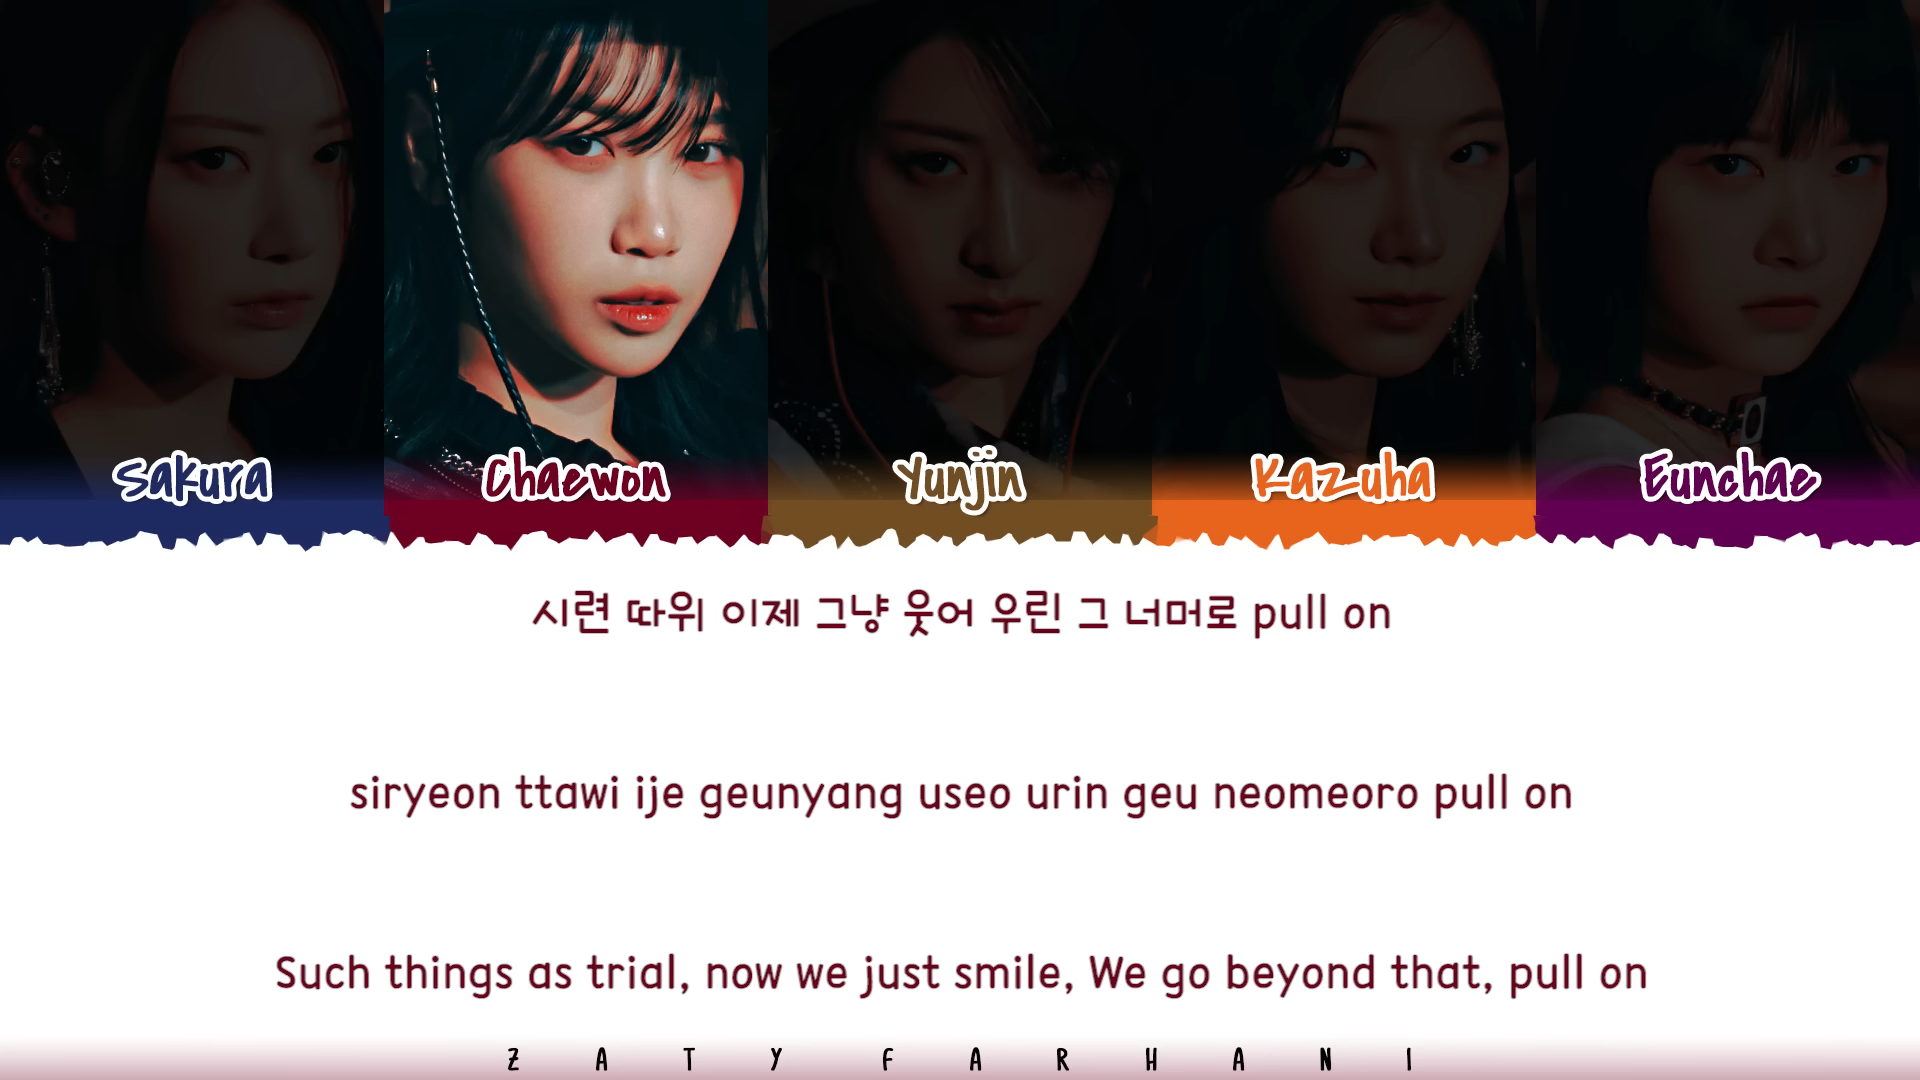 Sakura
Chaewon
Yunjin
Kazuha
Eunchae
시련 따위 이제 그냥 웃어 우린 그 너머로 pull on
siryeon ttawi ije geunyang useo urin geu neomeoro pull on
Such things as trial, now we just smile, We go beyond that, pull on
ZATY FARHANI